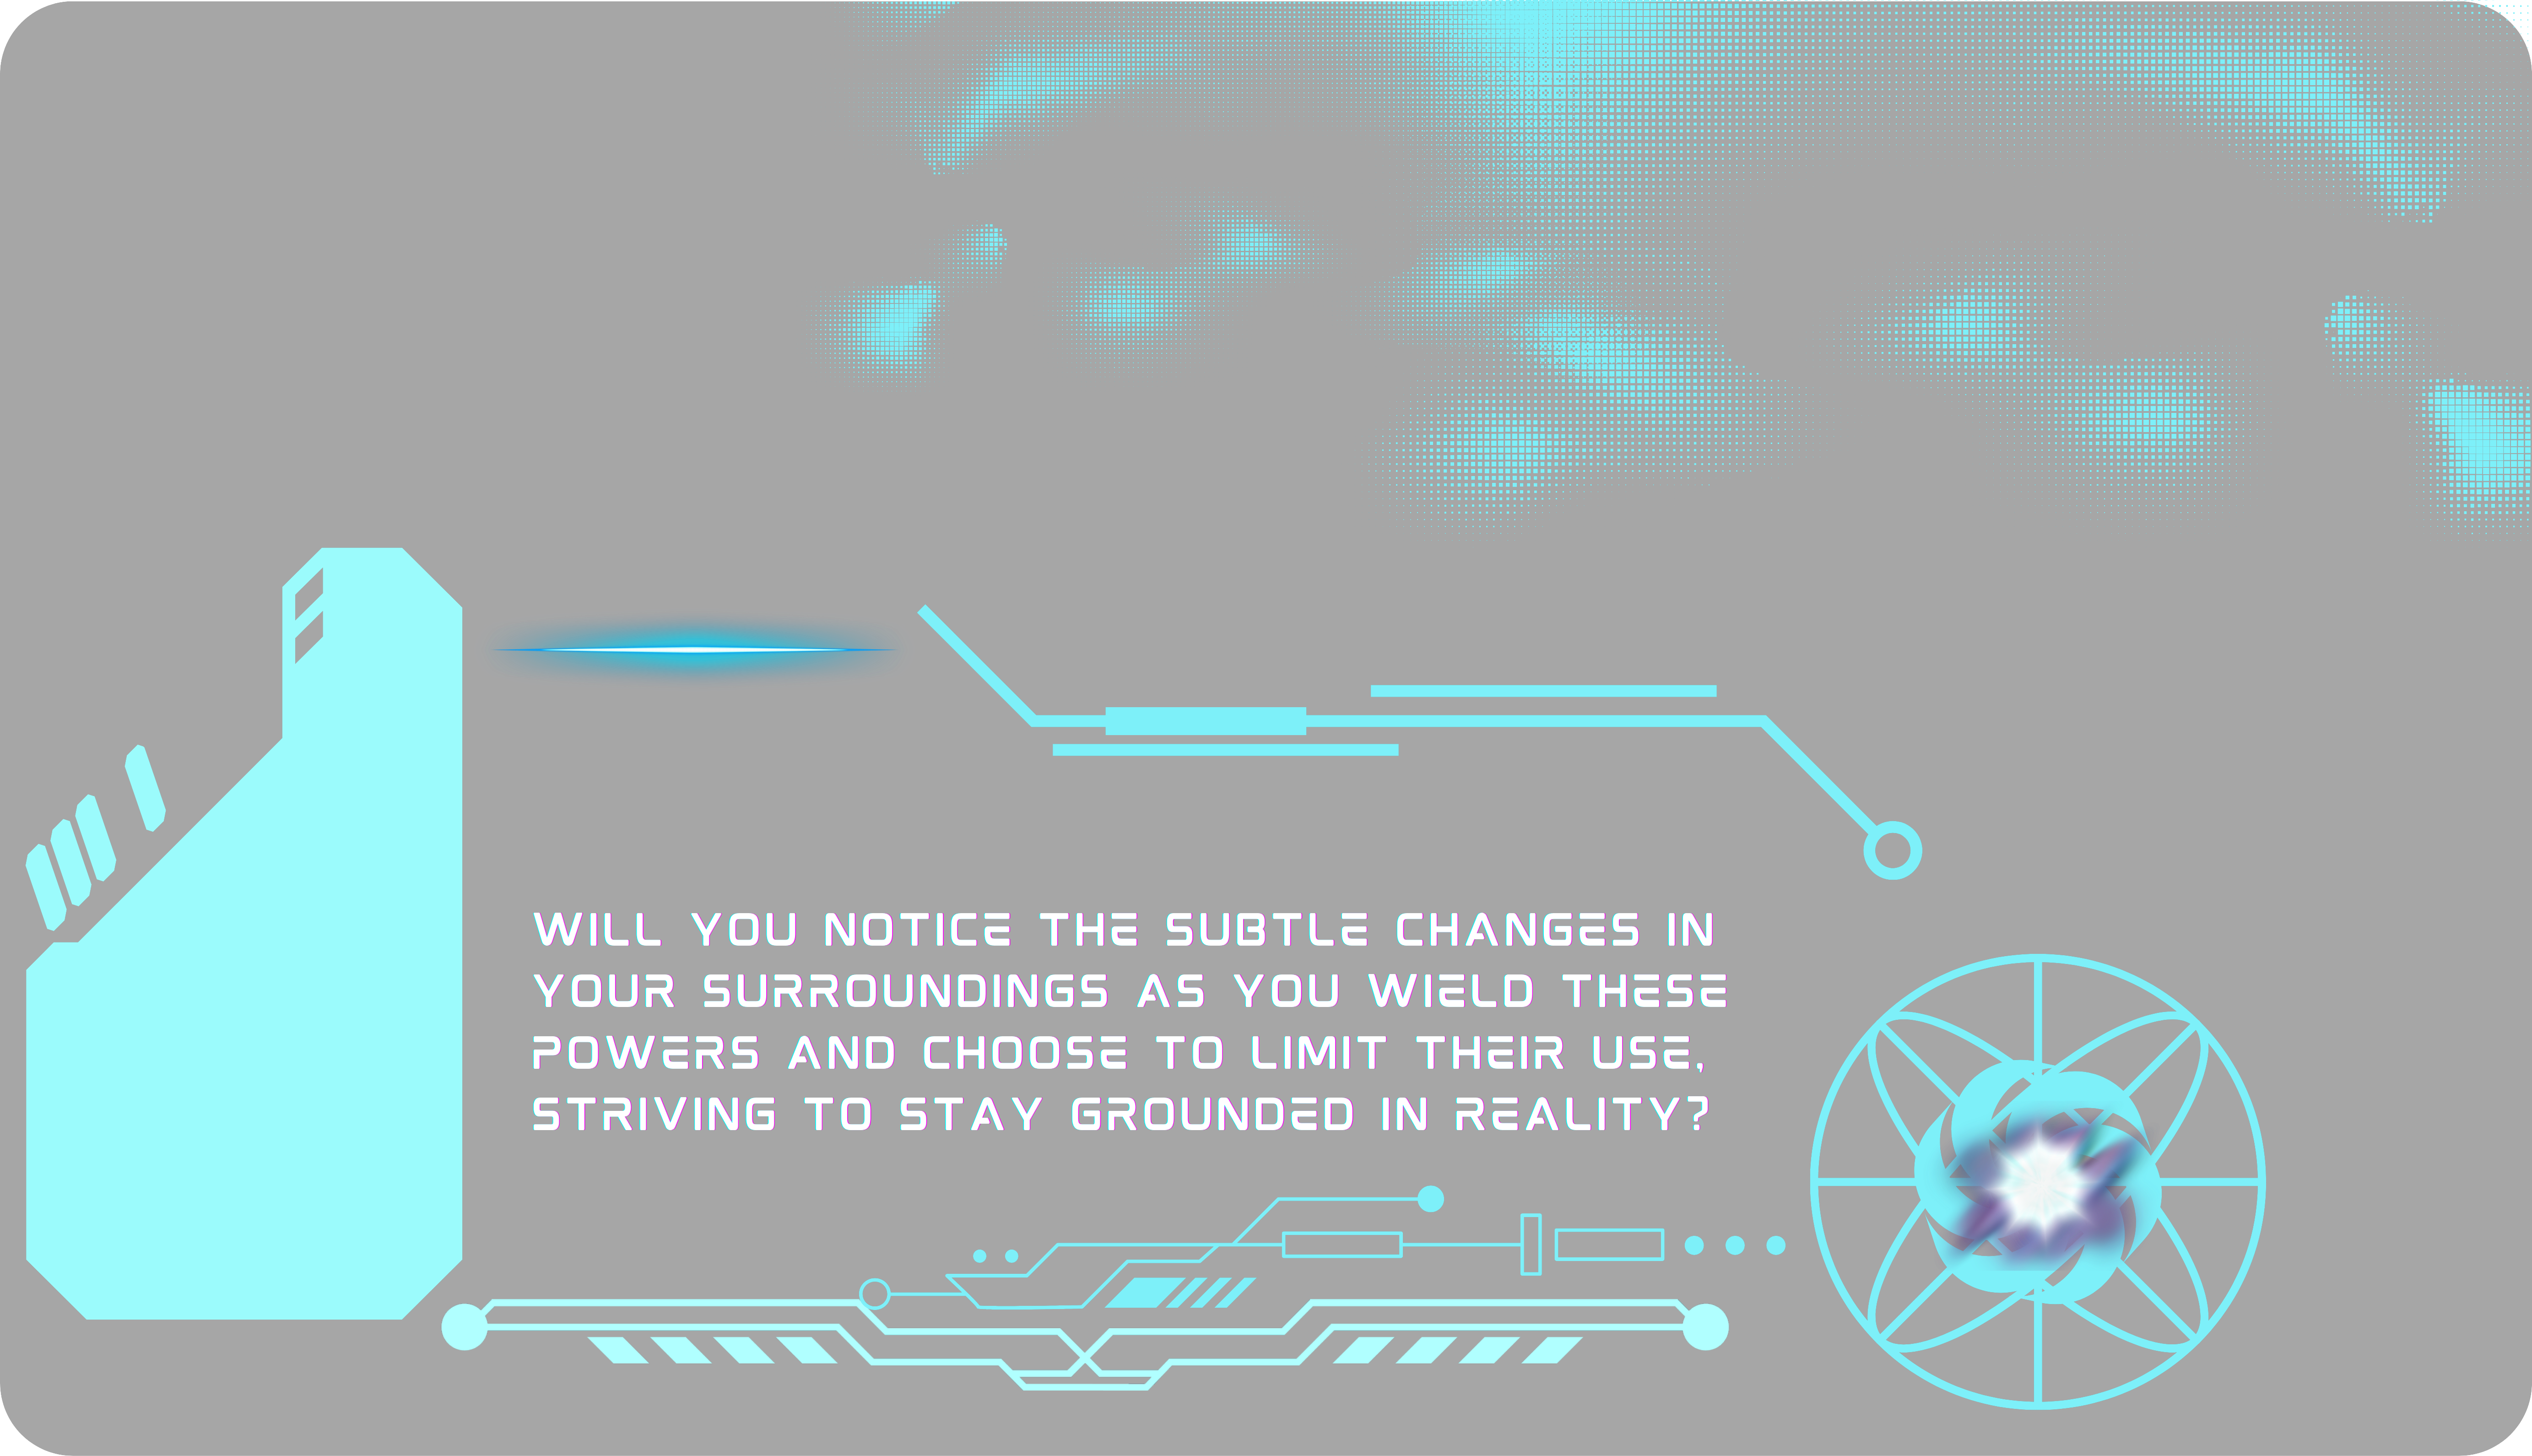 WILL YOU NOTICE THE SUBTLE CHANGES IN
YOUR SURROUNDINGS AS YOU WIELD THESE
POWERS AND CHOOSE TO LIMIT THEIR USE,
STRIVING TO STAY GROUNDED IN REALITY?